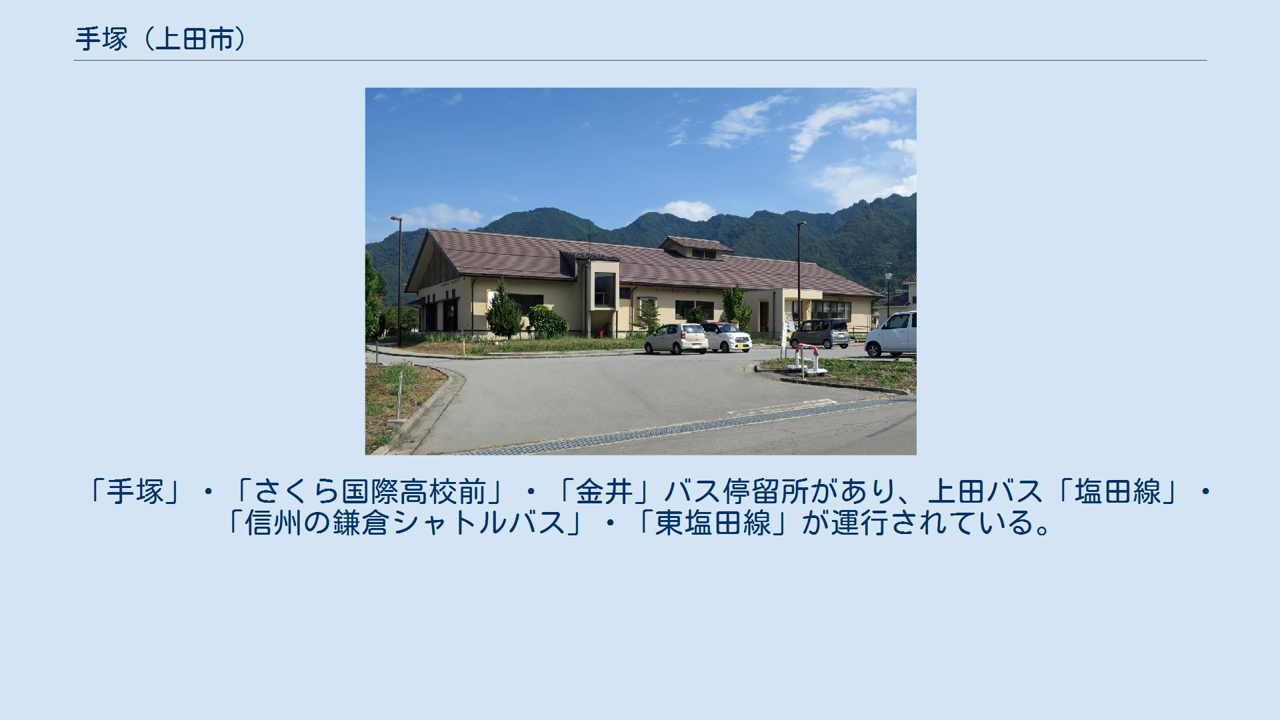 手塚（上田市）
「手塚」・「さくら国際高校前」・「金井」バス停留所があり、上田バス「塩田線」・
「信州の鎌倉シャトルバス」・「東塩田線」が運行されている。